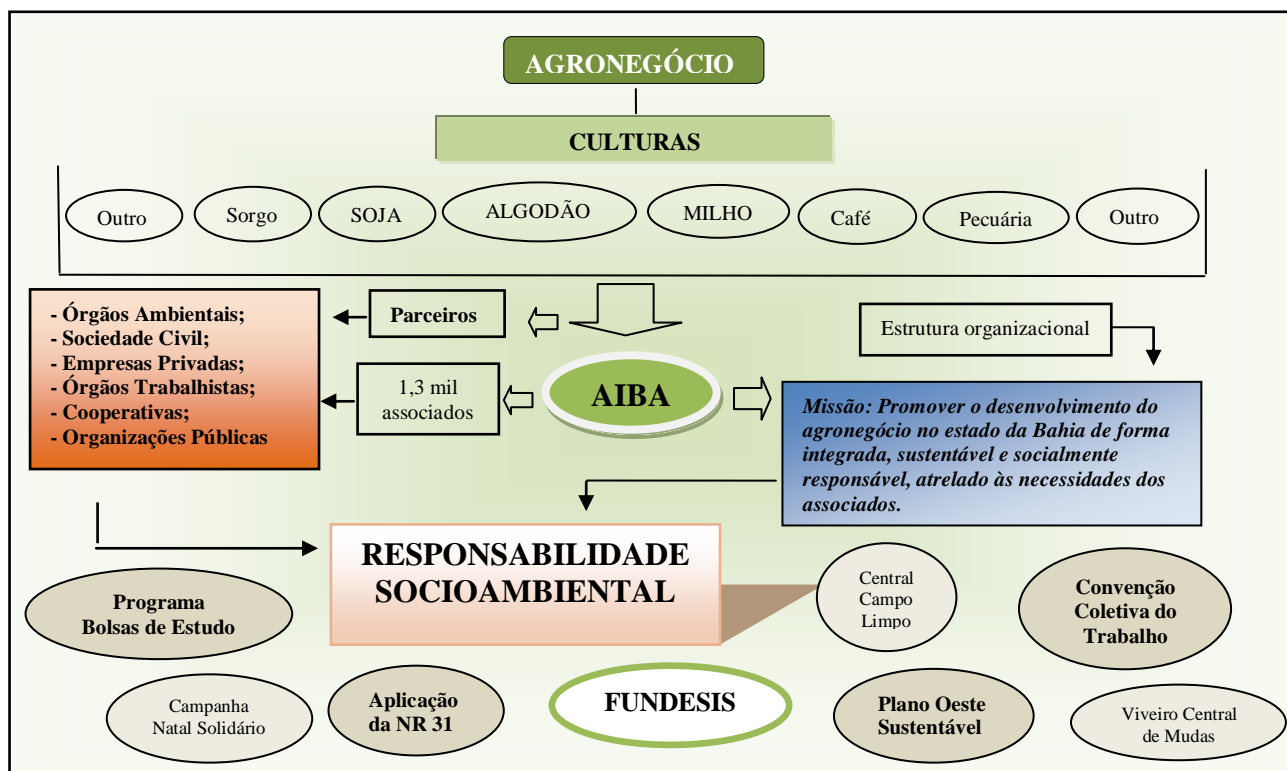 AGRONEGÓCIO
CULTURAS
Outro
Sorgo
SOJA
ALGODÃO
MILHO
Café
Pecuária
Outro
- Órgãos Ambientais;
- Sociedade Civil;
- Empresas Privadas;
- Órgãos Trabalhistas;
- Cooperativas;
- Organizações Públicas
Parceiros
1,3 mil
associados
AIBA
Estrutura organizacional
Missão: Promover o desenvolvimento do
agronegócio no estado da Bahia de forma
integrada, sustentável e socialmente
responsável, atrelado às necessidades dos
associados.
RESPONSABILIDADE
SOCIOAMBIENTAL
Programa
Bolsas de Estudo
Central
Campo
Limpo
Convenção
Coletiva do
Trabalho
Campanha
Natal Solidário
Aplicação
da NR 31
FUNDESIS
Plano Oeste
Sustentável
Viveiro Central
de Mudas